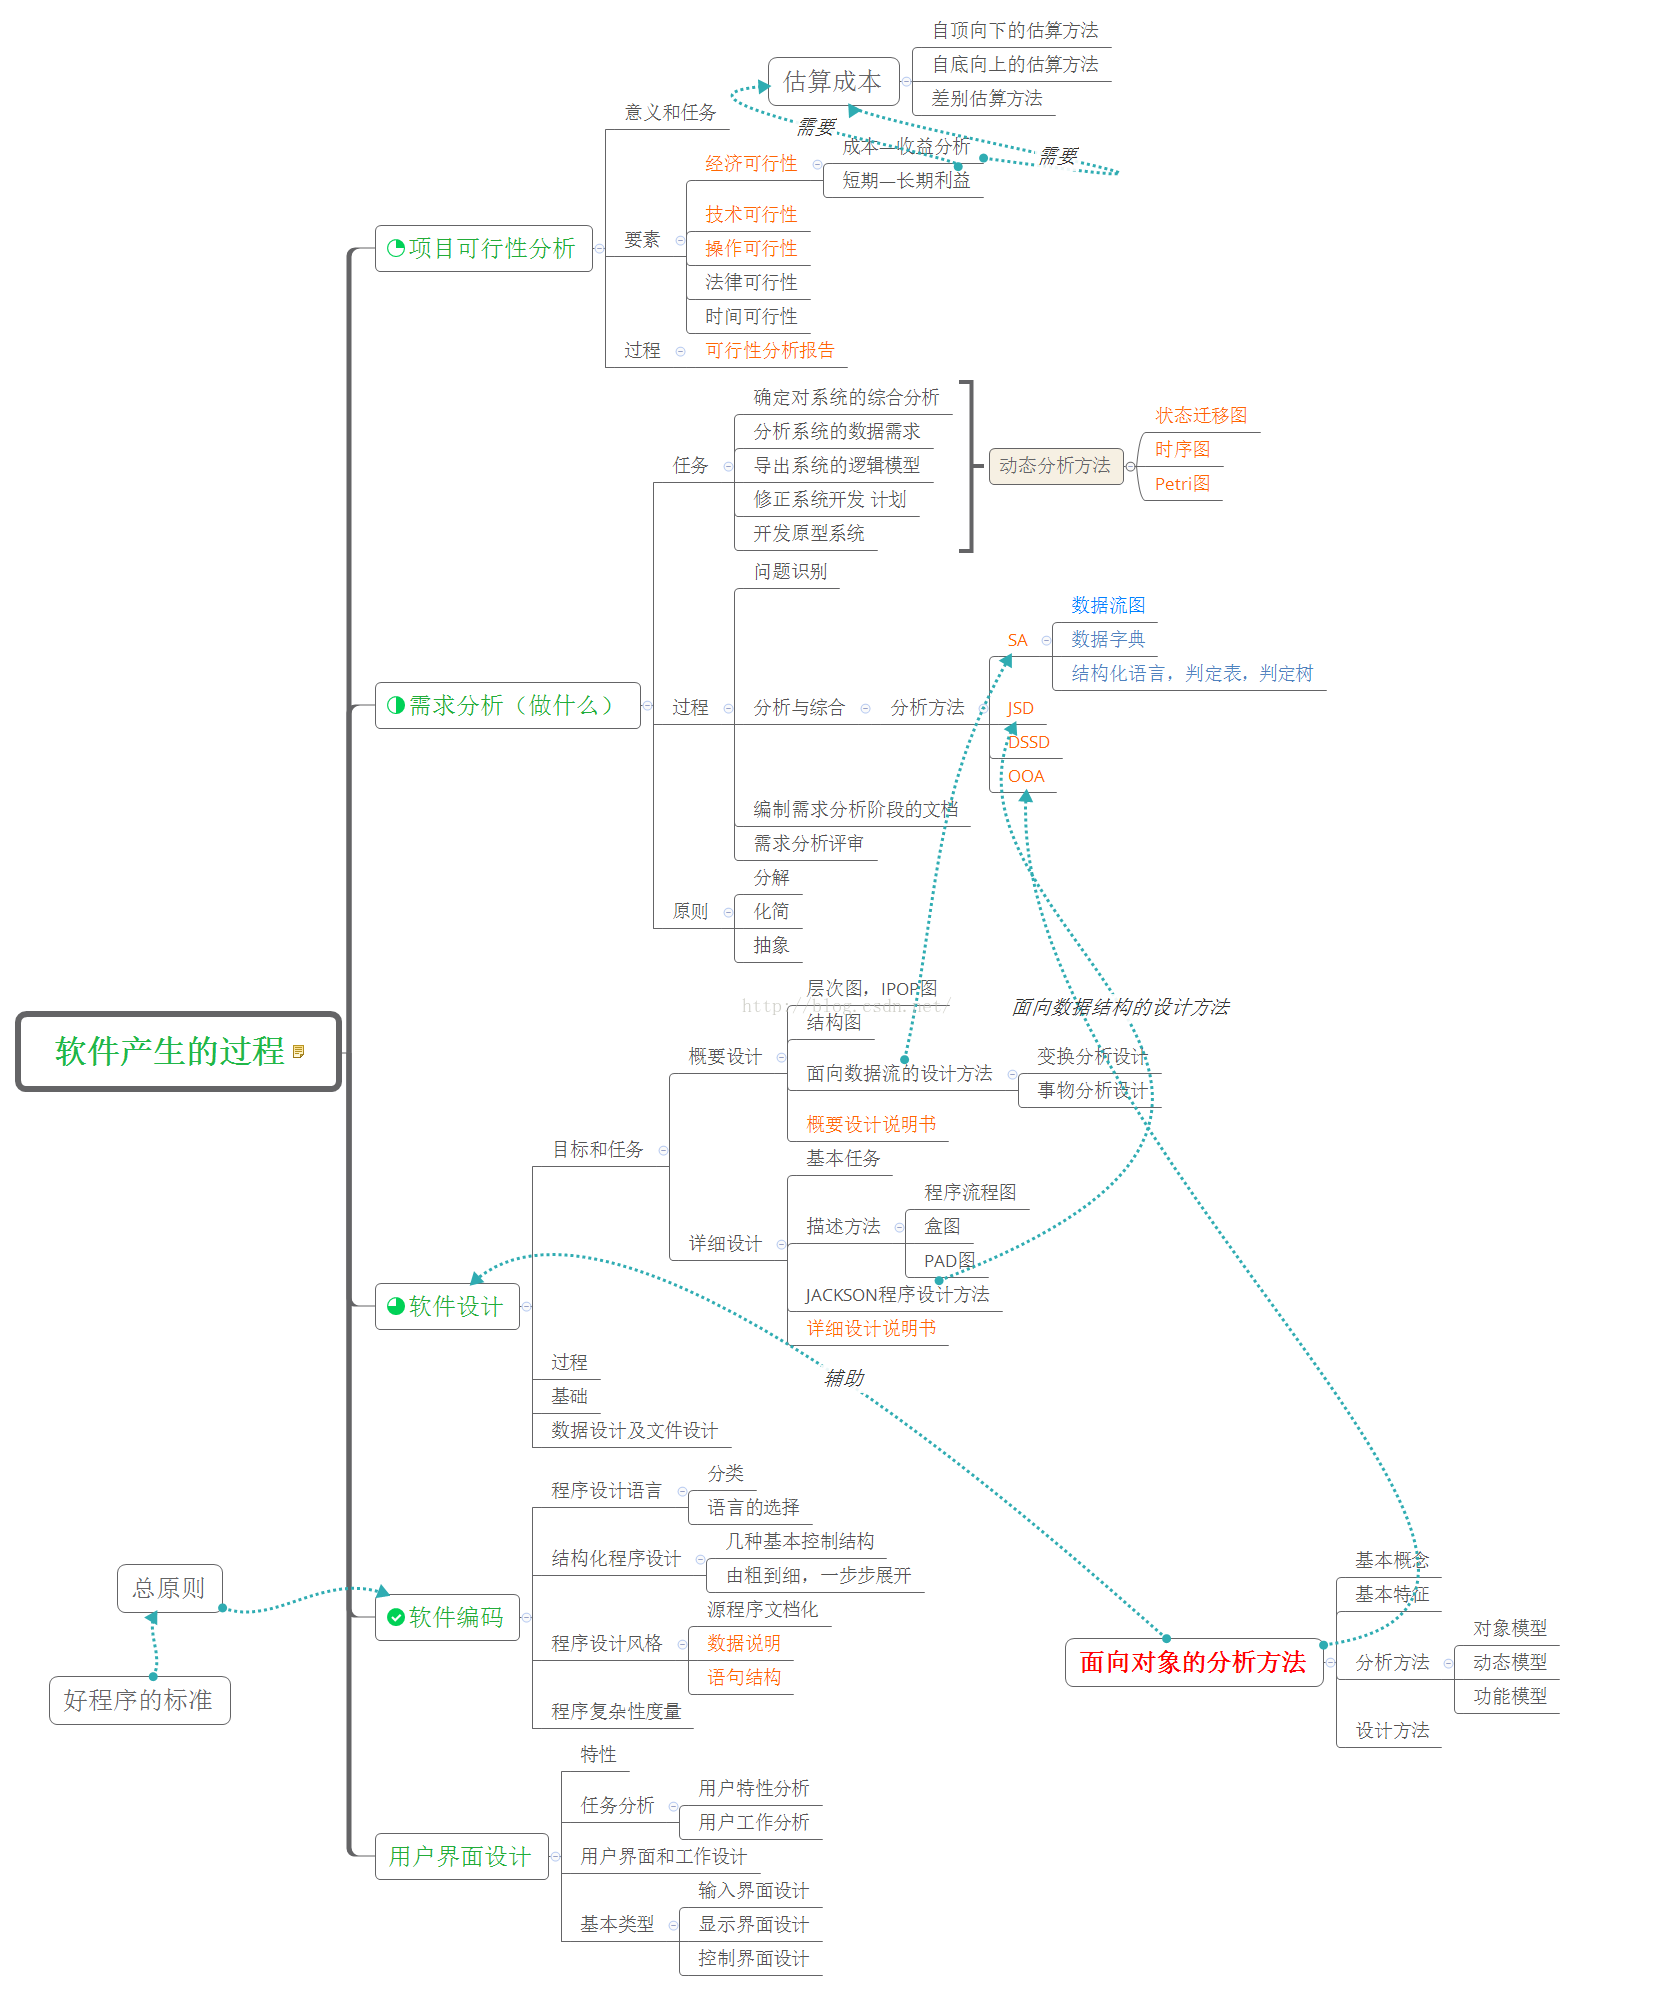 自顶向下的估算方法
自底向上的估算方法
差别估算方法
估算成本
需要
需要
意义和任务
成本—收益分析
短期—长期利益
经济可行性
技术可行性
操作可行性
法律可行性
时间可行性
要素
过程
可行性分析报告
项目可行性分析
确定对系统的综合分析
分析系统的数据需求
导出系统的逻辑模型
修正系统开发 计划
开发原型系统
任务
动态分析方法
状态迁移图
时序图
Petri图
问题识别
数据流图
数据字典
结构化语言，判定表，判定树
SA
JSD
DSSD
OOA
过程
分析与综合
分析方法
需求分析（做什么）
编制需求分析阶段的文档
需求分析评审
分解
化简
抽象
原则
层次图，IPOP图
http://blog.csdn.net/
结构图
概要设计
面向数据流的设计方法
变换分析设计
事物分析设计
面向数据结构的设计方法
概要设计说明书
软件产生的过程
目标和任务
基本任务
程序流程图
盒图
PAD图
描述方法
详细设计
JACKSON程序设计方法
详细设计说明书
软件设计
过程
基础
数据设计及文件设计
辅助
程序设计语言
分类
语言的选择
结构化程序设计
几种基本控制结构
由粗到细，一步步展开
总原则
软件编码
程序设计风格
源程序文档化
数据说明
语句结构
程序复杂性度量
好程序的标准
面向对象的分析方法
基本概念
基本特征
分析方法
对象模型
动态模型
功能模型
设计方法
特性
任务分析
用户特性分析
用户工作分析
用户界面设计
用户界面和工作设计
基本类型
输入界面设计
显示界面设计
控制界面设计